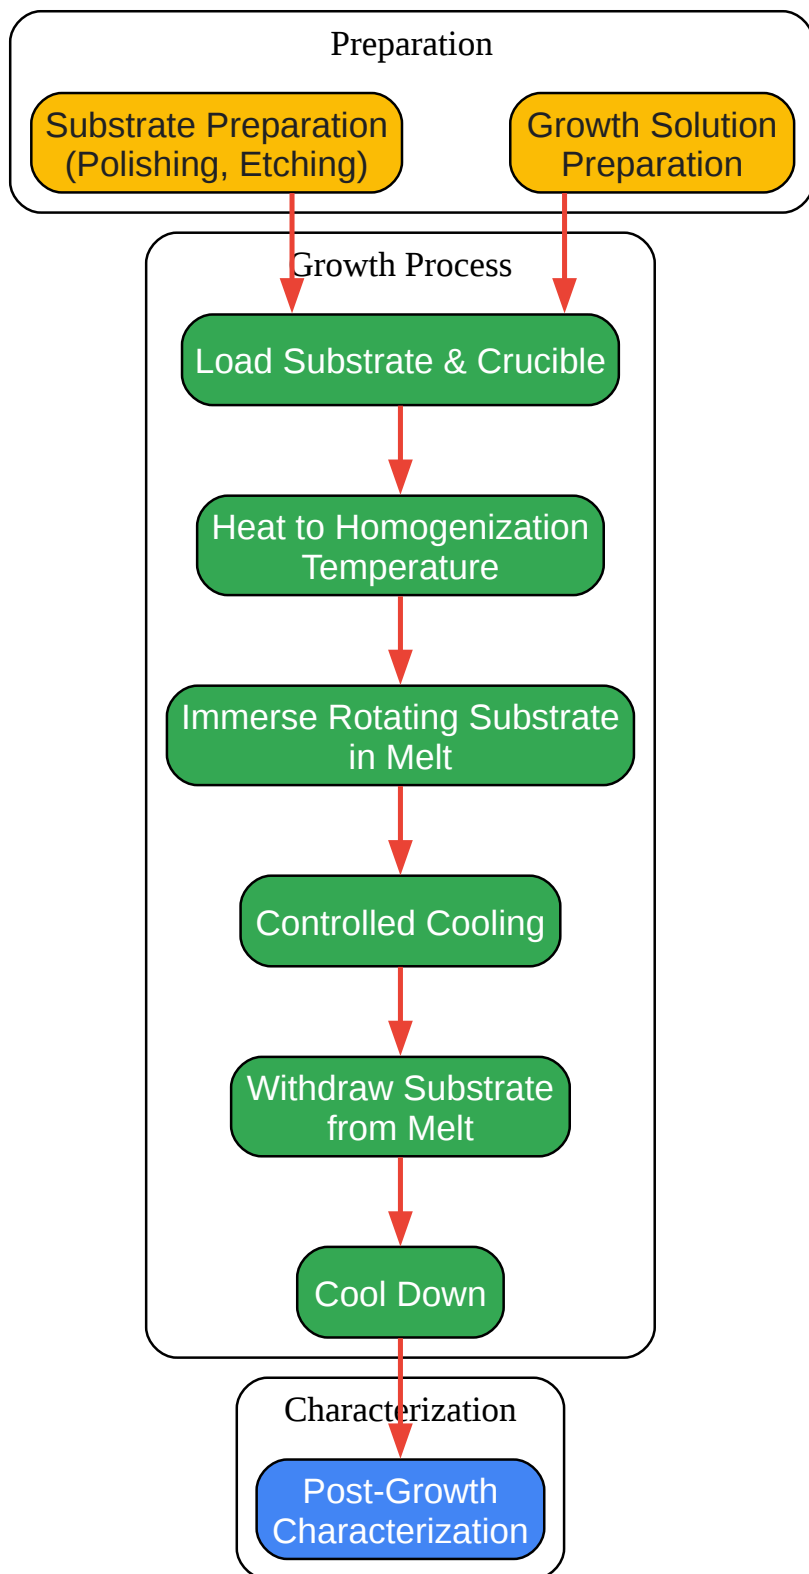 Preparation
Substrate Preparation
(Polishing, Etching)
Growth Solution
Preparation
Growth Process
Load Substrate & Crucible
Heat to Homogenization
Temperature
Immerse Rotating Substrate
in Melt
Controlled Cooling
Withdraw Substrate
from Melt
Cool Down
Characterization
Post-Growth
Characterization